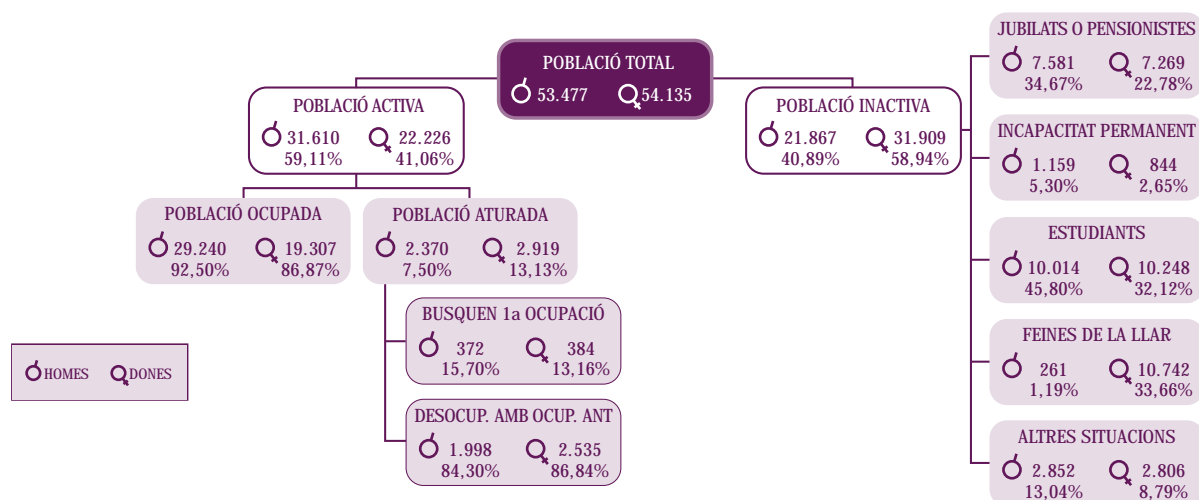 POBLACIÓ TOTAL
53.477 54.135
POBLACIÓ ACTIVA
31.610 22.226
59,11% 41,06%
POBLACIÓ OCUPADA
29.240 19.307
92,50% 86,87%
POBLACIÓ ATURADA
2.370 2.919
7,50% 13,13%
BUSQUEN 1a OCUPACIÓ
372 384
15,70% 13,16%
DESOCUP. AMB OCUP. ANT
1.998 2.535
84,30% 86,84%
HOMES DONES
POBLACIÓ INACTIVA
21.867 31.909
40,89% 58,94%
JUBILATS O PENSIONISTES
7.581 7.269
34,67% 22,78%
INCAPACITAT PERMANENT
1.159 844
5,30% 2,65%
ESTUDIANTS
10.014 10.248
45,80% 32,12%
FEINES DE LA LLAR
261 10.742
1,19% 33,66%
ALTRES SITUACIONS
2.852 2.806
13,04% 8,79%